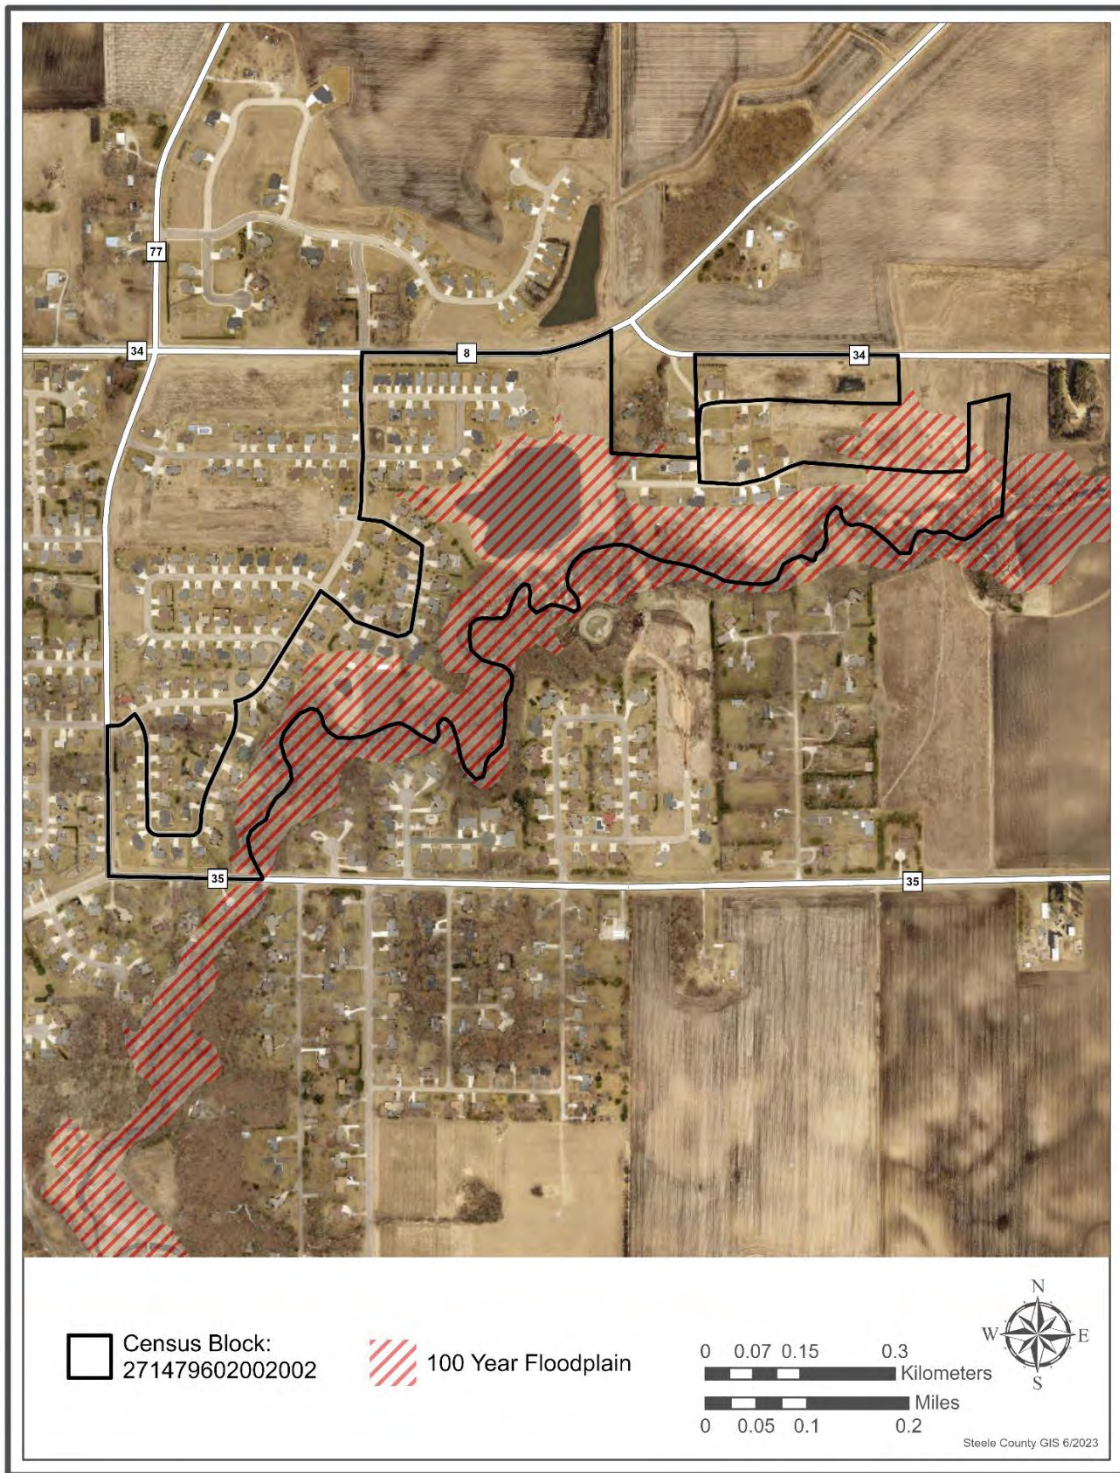 77
34
8
34
35
35
N
W E
S
Census Block:
271479602002002
100 Year Floodplain
0 0.07 0.15 0.3
Kilometers
Miles
0 0.05 0.1 0.2
Steele County GIS 6/2023